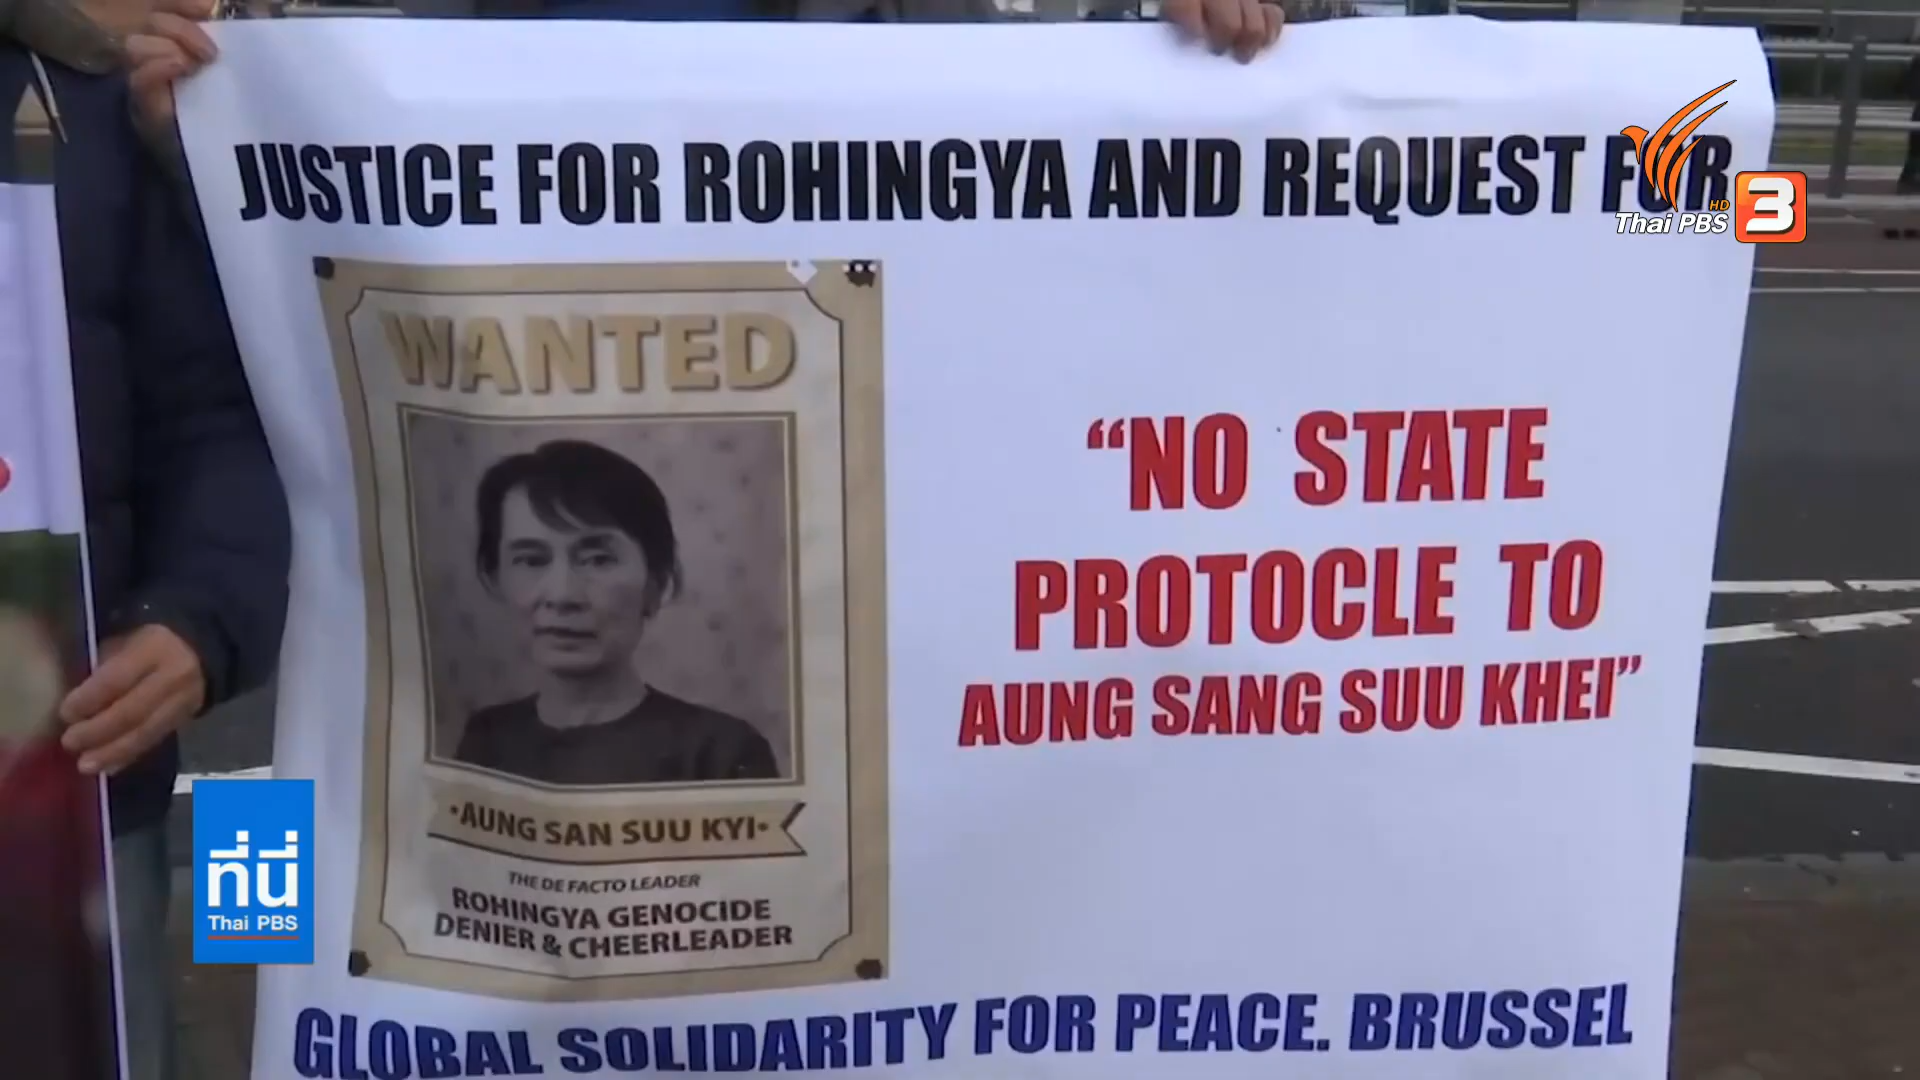 JUSTICE FOR ROHINGYA AND REQUEST FOR
HD
Thai PBS 3
WANTED
"NO STATE
PROTOCLE TO
AUNG SANG SUU KHEI"
•AUNG SAN SUU KYI•
THE DE FACTO LEADER
ROHINGYA GENOCIDE
DENIER & CHEERLEADER
ที่นี่
Thai PBS
GLOBAL SOLIDARITY FOR PEACE. BRUSSEL